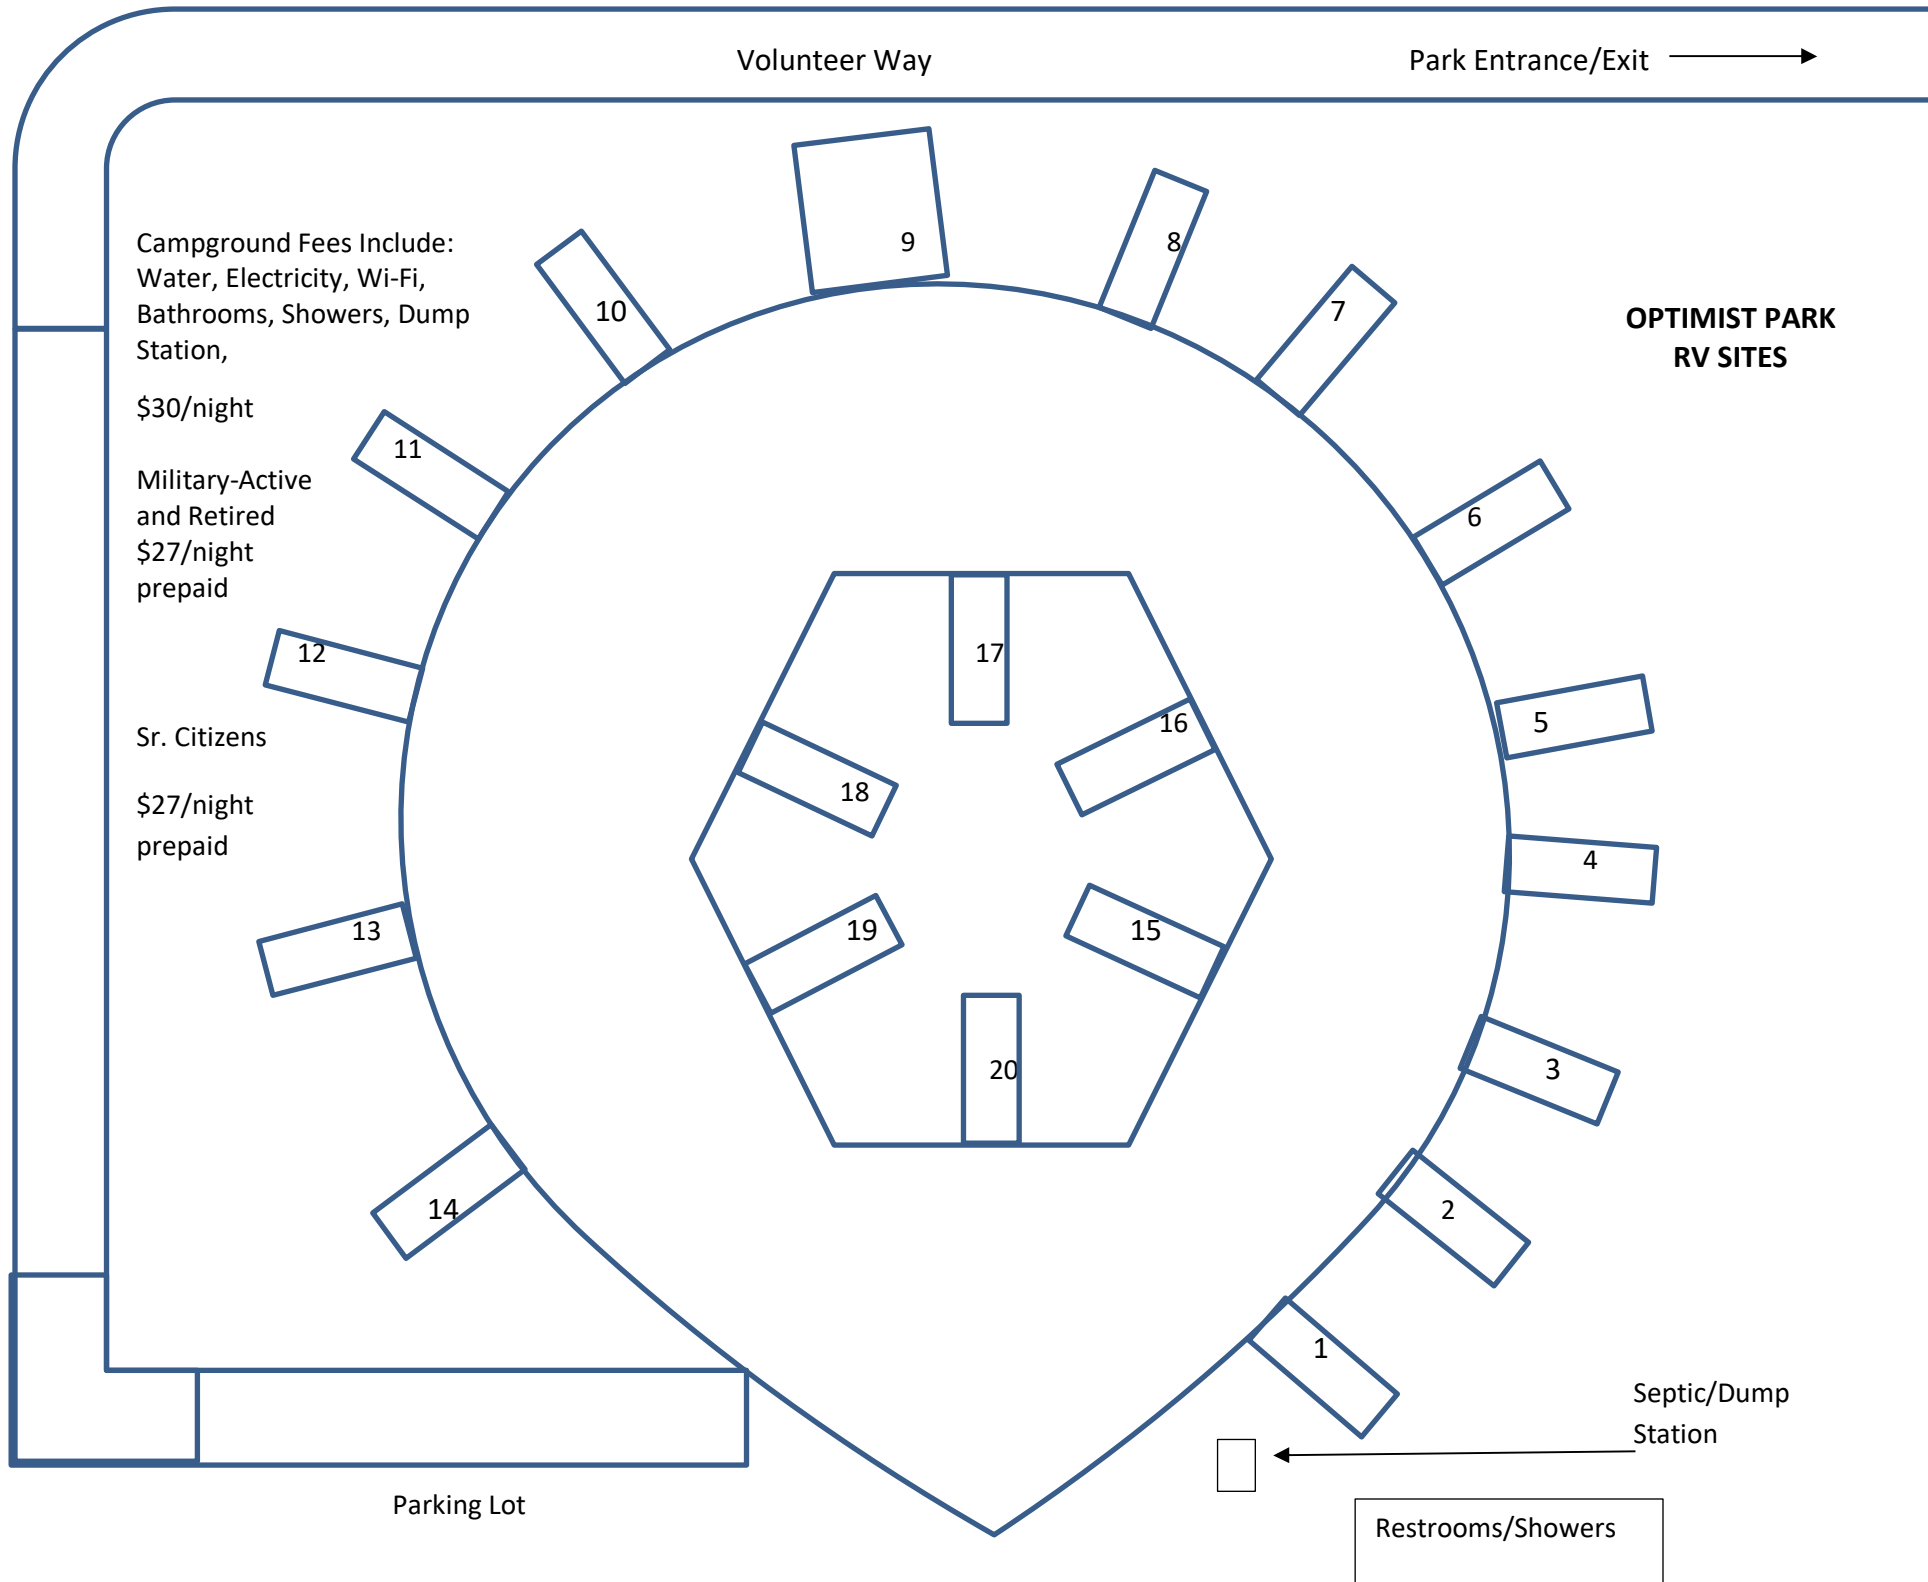 Volunteer Way
Park Entrance/Exit
Campground Fees Include:
Water, Electricity, Wi-Fi,
Bathrooms, Showers, Dump
Station,
$30/night
Military-Active
and Retired
$27/night
prepaid
Sr. Citizens
$27/night
prepaid
OPTIMIST PARK
RV SITES
9
8
10
7
11
6
12
17
16
5
18
4
13
19
15
3
20
14
2
1
Septic/Dump
Station
Parking Lot
Restrooms/Showers